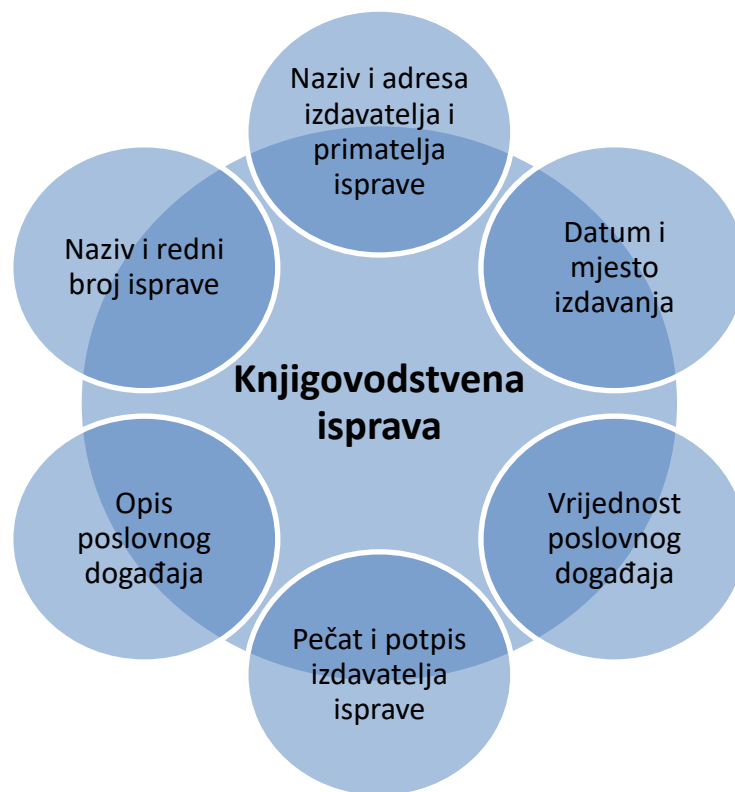 Naziv i adresa
izdavatelja i
primatelja
isprave
Datum i
mjesto
izdavanja
Vrijednost
poslovnog
događaja
Pečat i potpis
izdavatelja
isprave
Opis
poslovnog
događaja
Naziv i redni
broj isprave
Knjigovodstvena
isprava